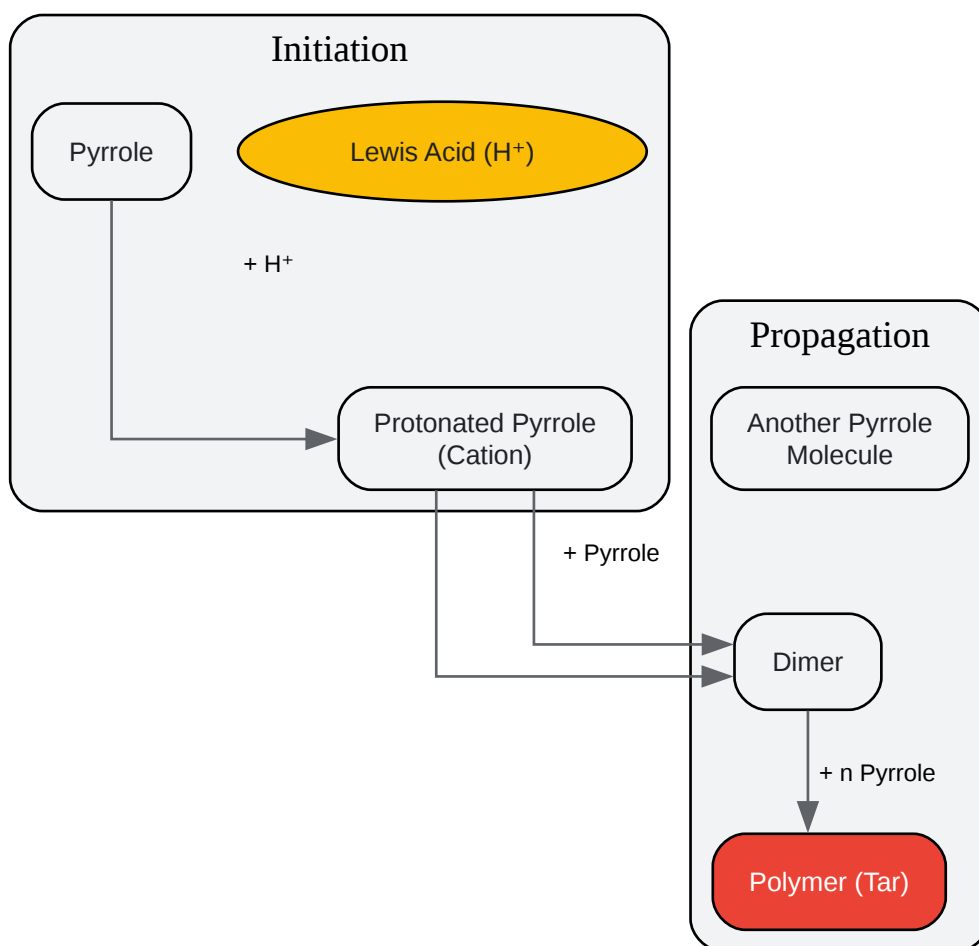 Initiation
Pyrrole
Lewis Acid (H⁺)
+ H⁺
Protonated Pyrrole
(Cation)
+ Pyrrole
Propagation
Another Pyrrole
Molecule
Dimer
+ n Pyrrole
Polymer (Tar)